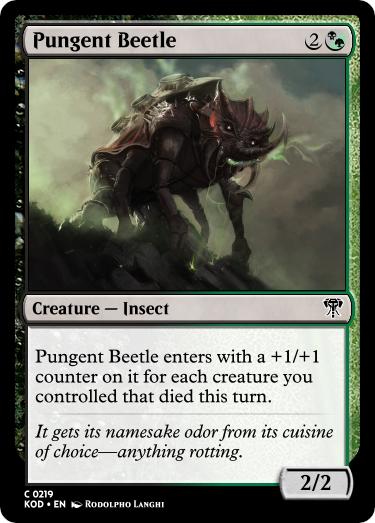 Pungent Beetle 2
Creature — Insect
Pungent Beetle enters with a +1/+1
counter on it for each creature you
controlled that died this turn.
It gets its namesake odor from its cuisine
of choice—anything rotting.
2/2
C 0219
KOD • EN Rodolpho Langhi